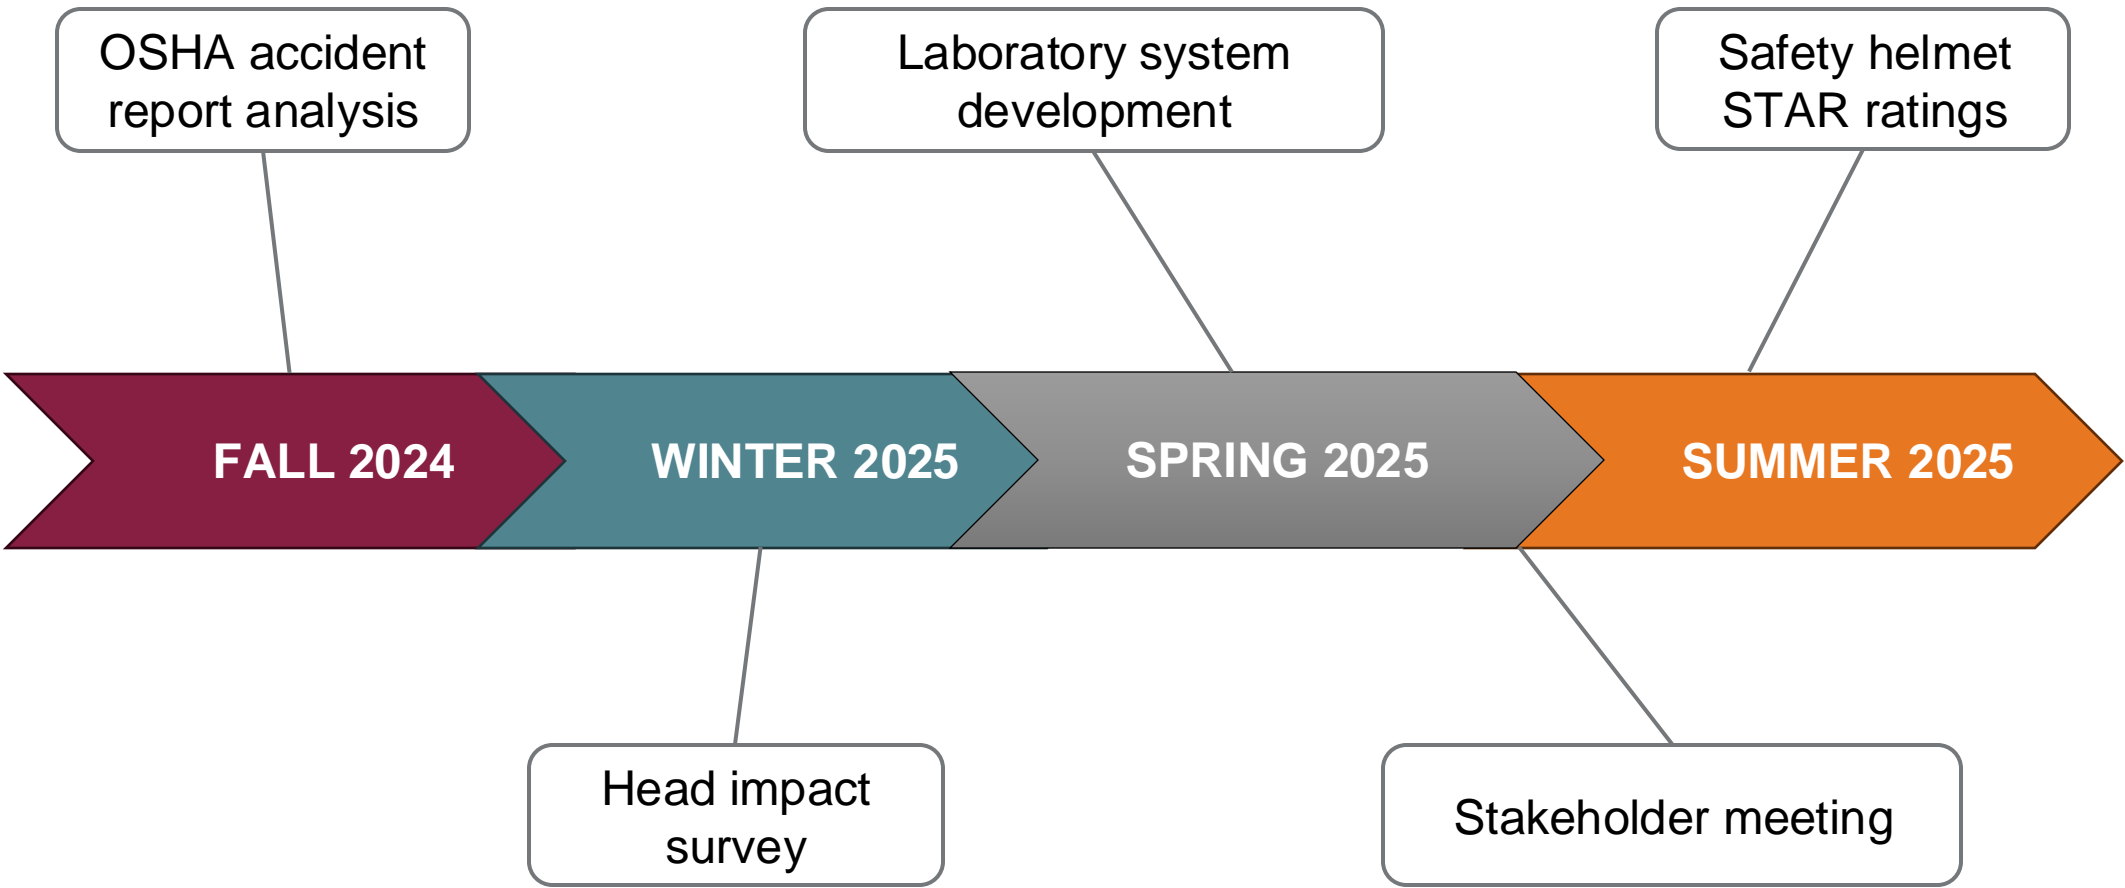 OSHA accident
report analysis
Laboratory system
development
Safety helmet
STAR ratings
FALL 2024
WINTER 2025
SPRING 2025
SUMMER 2025
Head impact
survey
Stakeholder meeting